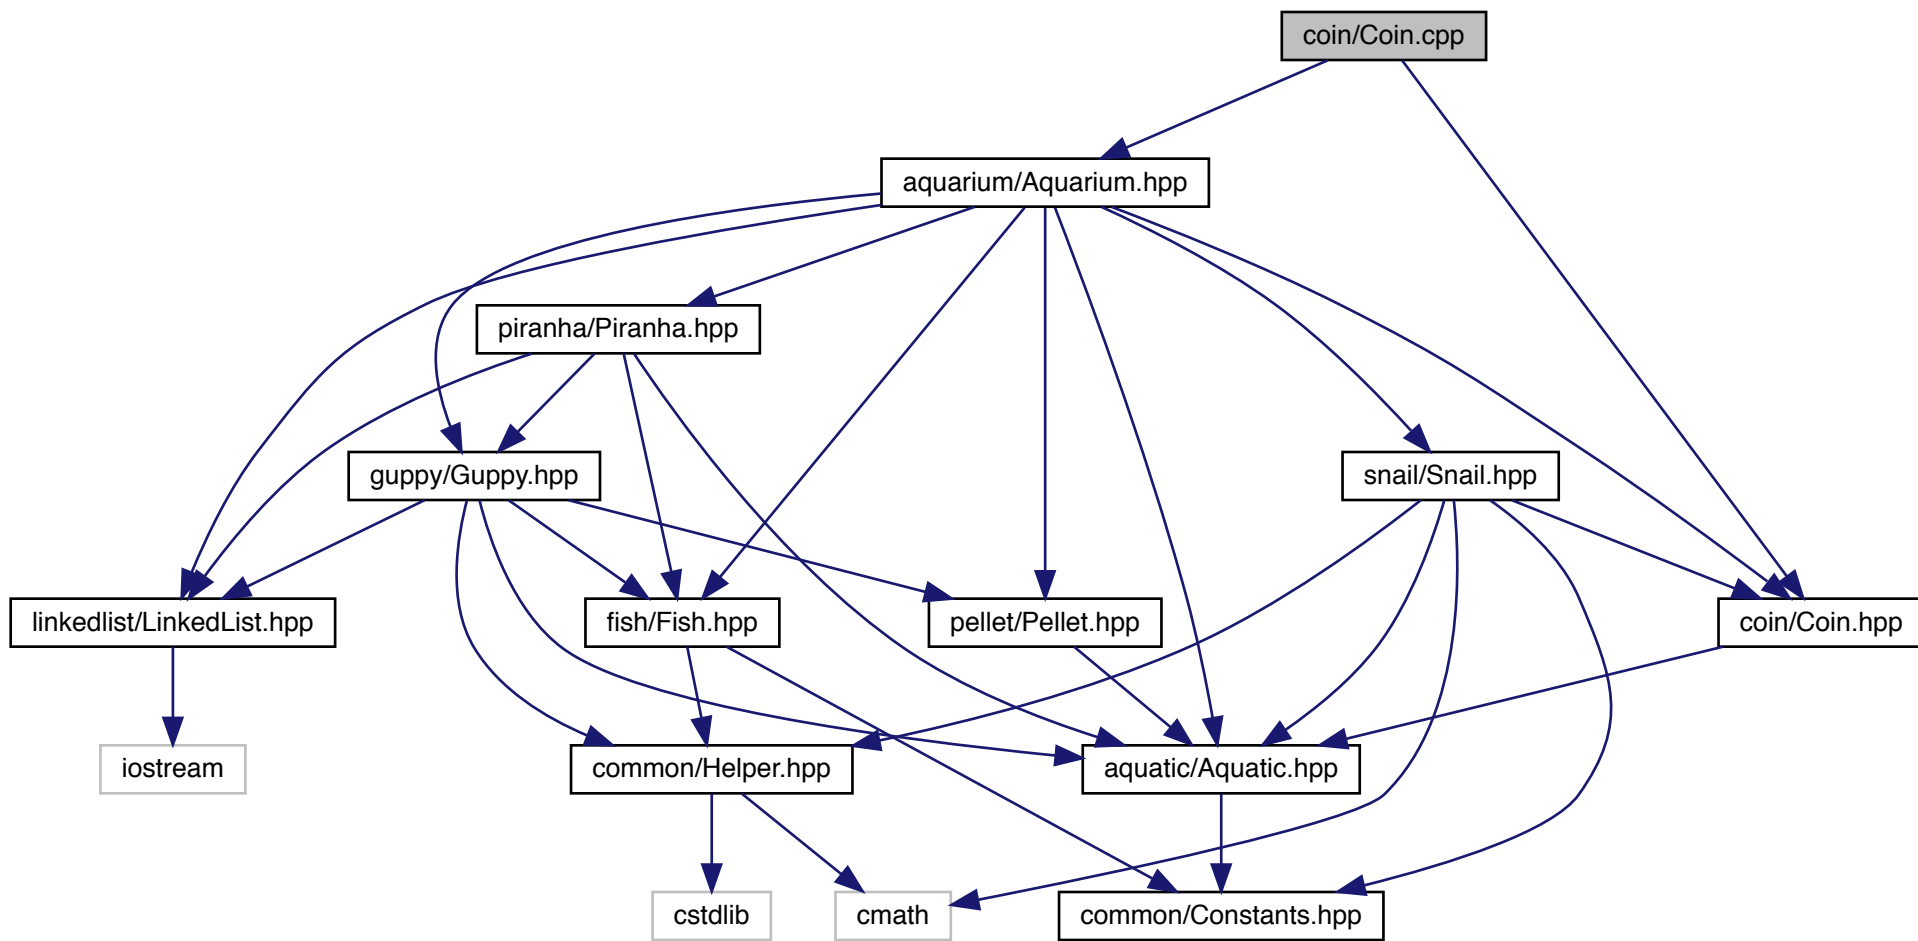 coin/Coin.cpp
aquarium/Aquarium.hpp
piranha/Piranha.hpp
guppy/Guppy.hpp
snail/Snail.hpp
linkedlist/LinkedList.hpp
fish/Fish.hpp
pellet/Pellet.hpp
coin/Coin.hpp
iostream
common/Helper.hpp
aquatic/Aquatic.hpp
cstdlib
cmath
common/Constants.hpp